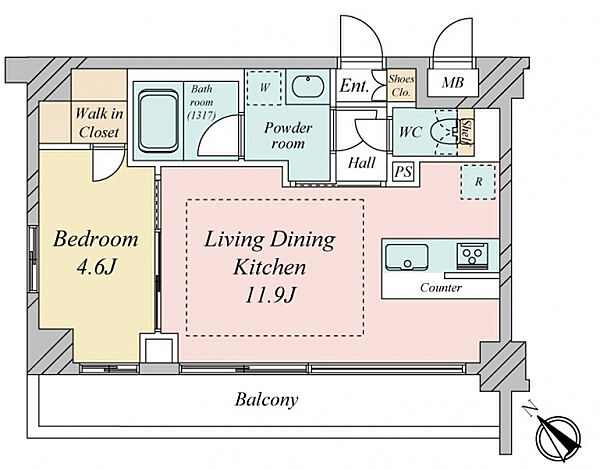 Walk in
Closet
Bath
room
(1317)
W
Powder
room
Ent.
Shoes
Clo.
MB
Hall
WC
Shelf
PS
R
Bedroom
4.6J
Living Dining
Kitchen
11.9J
Counter
Balcony
N